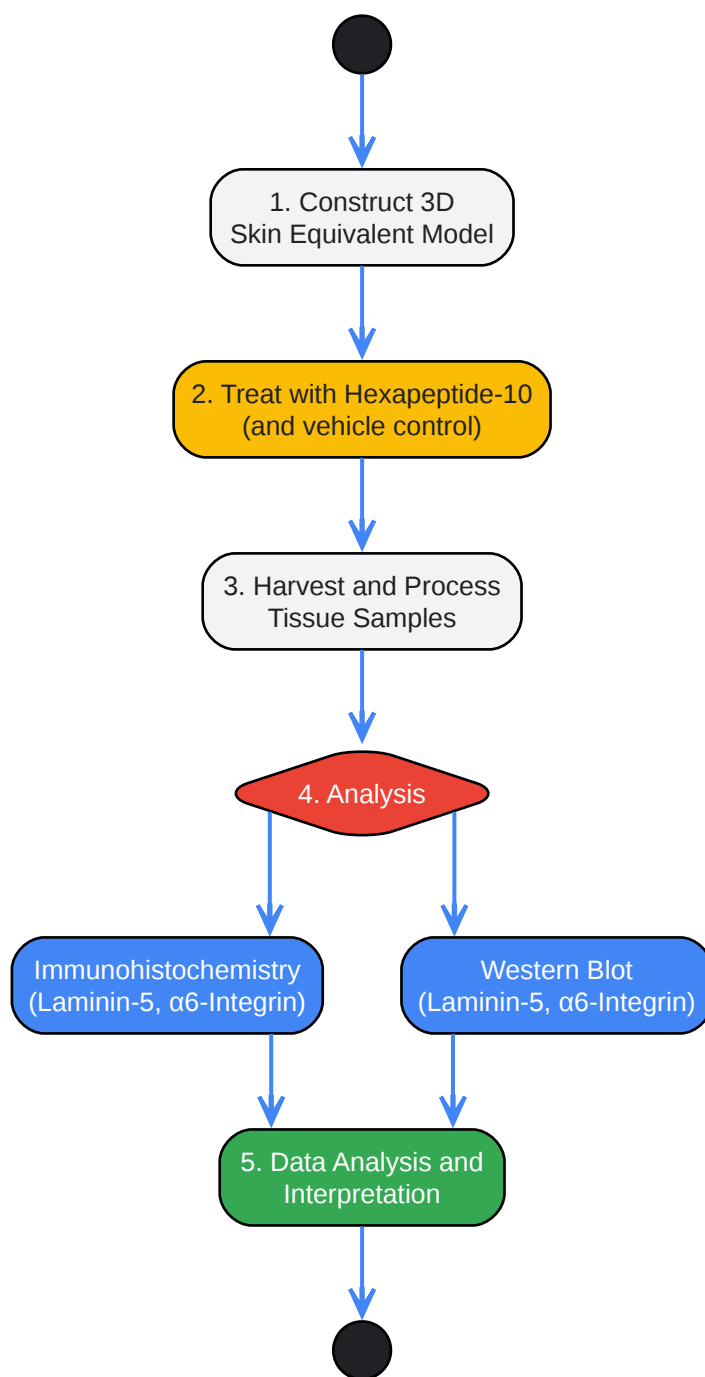 1. Construct 3D
Skin Equivalent Model
2. Treat with Hexapeptide-10
(and vehicle control)
3. Harvest and Process
Tissue Samples
4. Analysis
Immunohistochemistry
(Laminin-5, α6-Integrin)
Western Blot
(Laminin-5, α6-Integrin)
5. Data Analysis and
Interpretation